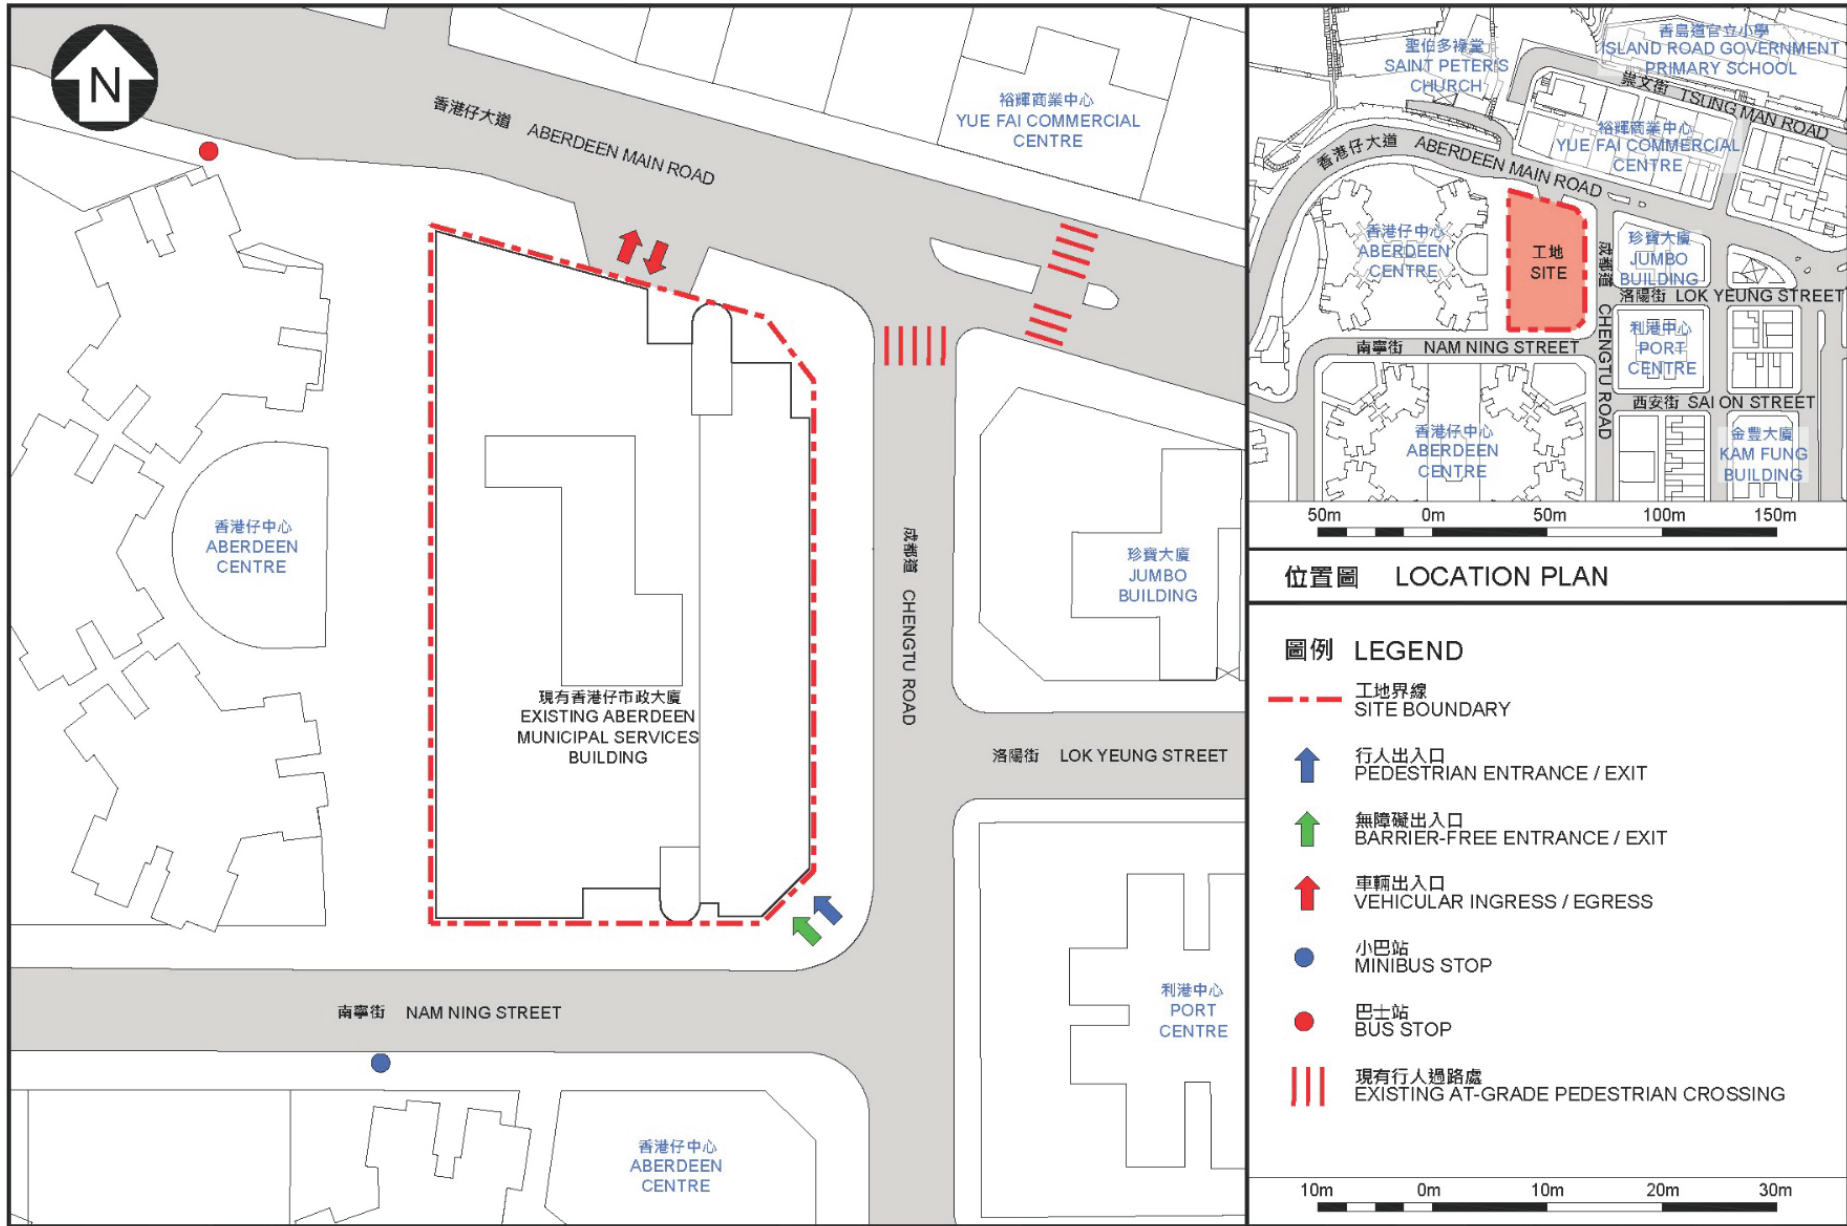 N
香港仔大道 ABERDEEN MAIN ROAD
裕輝商業中心
YUE FAI COMMERCIAL
CENTRE
香港仔中心
ABERDEEN
CENTRE
現有香港仔市政大廈
EXISTING ABERDEEN
MUNICIPAL SERVICES
BUILDING
成都道 CHENGTU ROAD
珍寶大廈
JUMBO
BUILDING
洛陽街 LOK YEUNG STREET
利港中心
PORT
CENTRE
南寧街 NAM NING STREET
香港仔中心
ABERDEEN
CENTRE
聖伯多祿堂
SAINT PETER'S
CHURCH
香島道官立小學
ISLAND ROAD GOVERNMENT
PRIMARY SCHOOL
崇文街 TSUNG MAN ROAD
裕輝商業中心
YUE FAI COMMERCIAL
CENTRE
香港仔大道 ABERDEEN MAIN ROAD
香港仔中心
ABERDEEN
CENTRE
工地
SITE
成都道 CHENGTU ROAD
珍寶大廈
JUMBO
BUILDING
洛陽街 LOK YEUNG STREET
利港中心
PORT
CENTRE
南寧街 NAM NING STREET
西安街 SAI ON STREET
香港仔中心
ABERDEEN
CENTRE
金豐大廈
KAM FUNG
BUILDING
50m 0m 50m 100m 150m
位置圖 LOCATION PLAN
圖例 LEGEND
工地界線
SITE BOUNDARY
行人出入口
PEDESTRIAN ENTRANCE / EXIT
無障礙出入口
BARRIER-FREE ENTRANCE / EXIT
車輛出入口
VEHICULAR INGRESS / EGRESS
小巴站
MINIBUS STOP
巴士站
BUS STOP
現有行人過路處
EXISTING AT-GRADE PEDESTRIAN CROSSING
10m 0m 10m 20m 30m